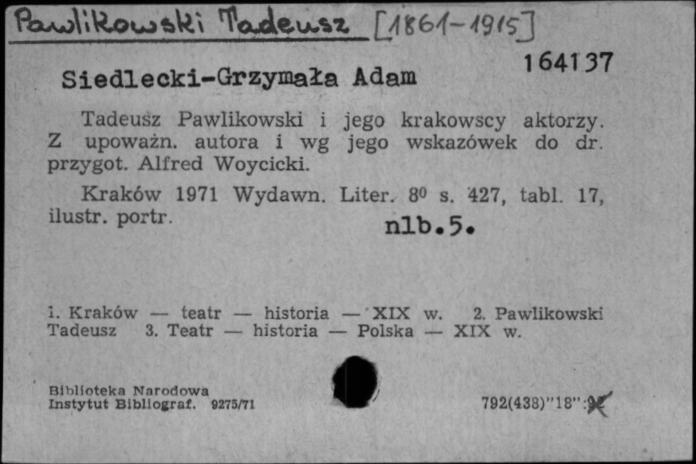 Pawlikowski Tadeusz [1861-1915]
164137
Siedlecki-Grzymała Adam
Tadeusz Pawlikowski i jego krakowscy aktorzy.
Z upoważn. autora i wg jego wskazówek do dr.
przygot. Alfred Woycicki.
Kraków 1971 Wydawn. Liter. 8⁰ s. 427, tabl. 17,
ilustr. portr.
nlb.5.
1. Kraków — teatr — historia — XIX w. 2. Pawlikowski
Tadeusz 3. Teatr — historia — Polska — XIX w.
Biblioteka Narodowa
Instytut Bibliograf. 9275/71
792(438)"18":